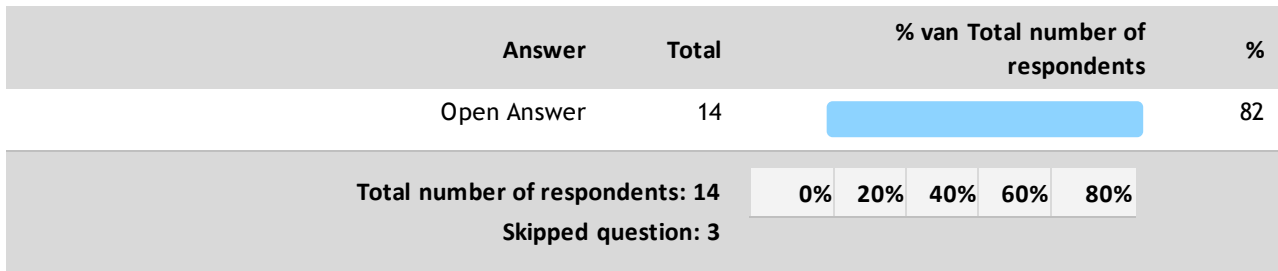 Answer Total % van Total number of respondents %
Open Answer 14 82
Total number of respondents: 14 0% 20% 40% 60% 80%
Skipped question: 3